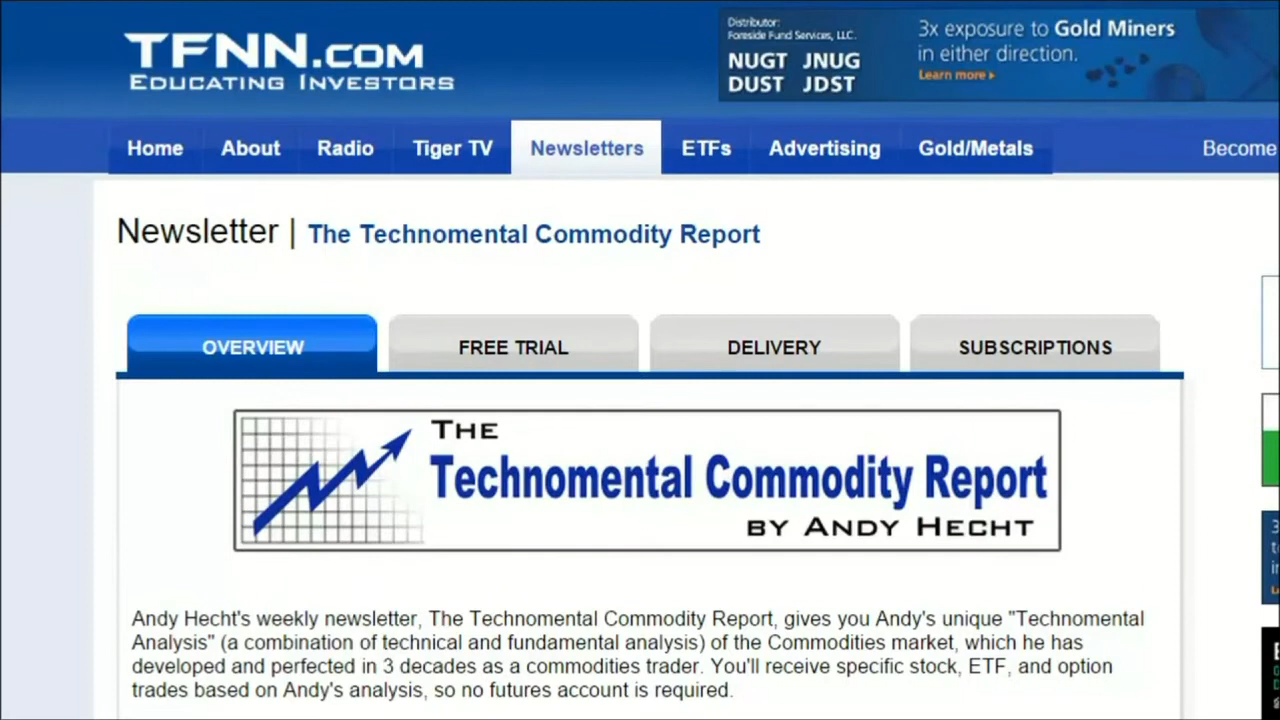 TFNN.COM
EDUCATING INVESTORS
Distributor:
Foreside Fund Services, LLC.
NUGT JNUG
DUST JDST
3x exposure to Gold Miners
in either direction.
Learn more
Home About Radio Tiger TV Newsletters ETFs Advertising Gold/Metals Become
Newsletter | The Technomental Commodity Report
OVERVIEW FREE TRIAL DELIVERY SUBSCRIPTIONS
THE
Technomental Commodity Report
BY ANDY HECHT
Andy Hecht's weekly newsletter, The Technomental Commodity Report, gives you Andy's unique "Technomental
Analysis" (a combination of technical and fundamental analysis) of the Commodities market, which he has
developed and perfected in 3 decades as a commodities trader. You'll receive specific stock, ETF, and option
trades based on Andy's analysis, so no futures account is required.